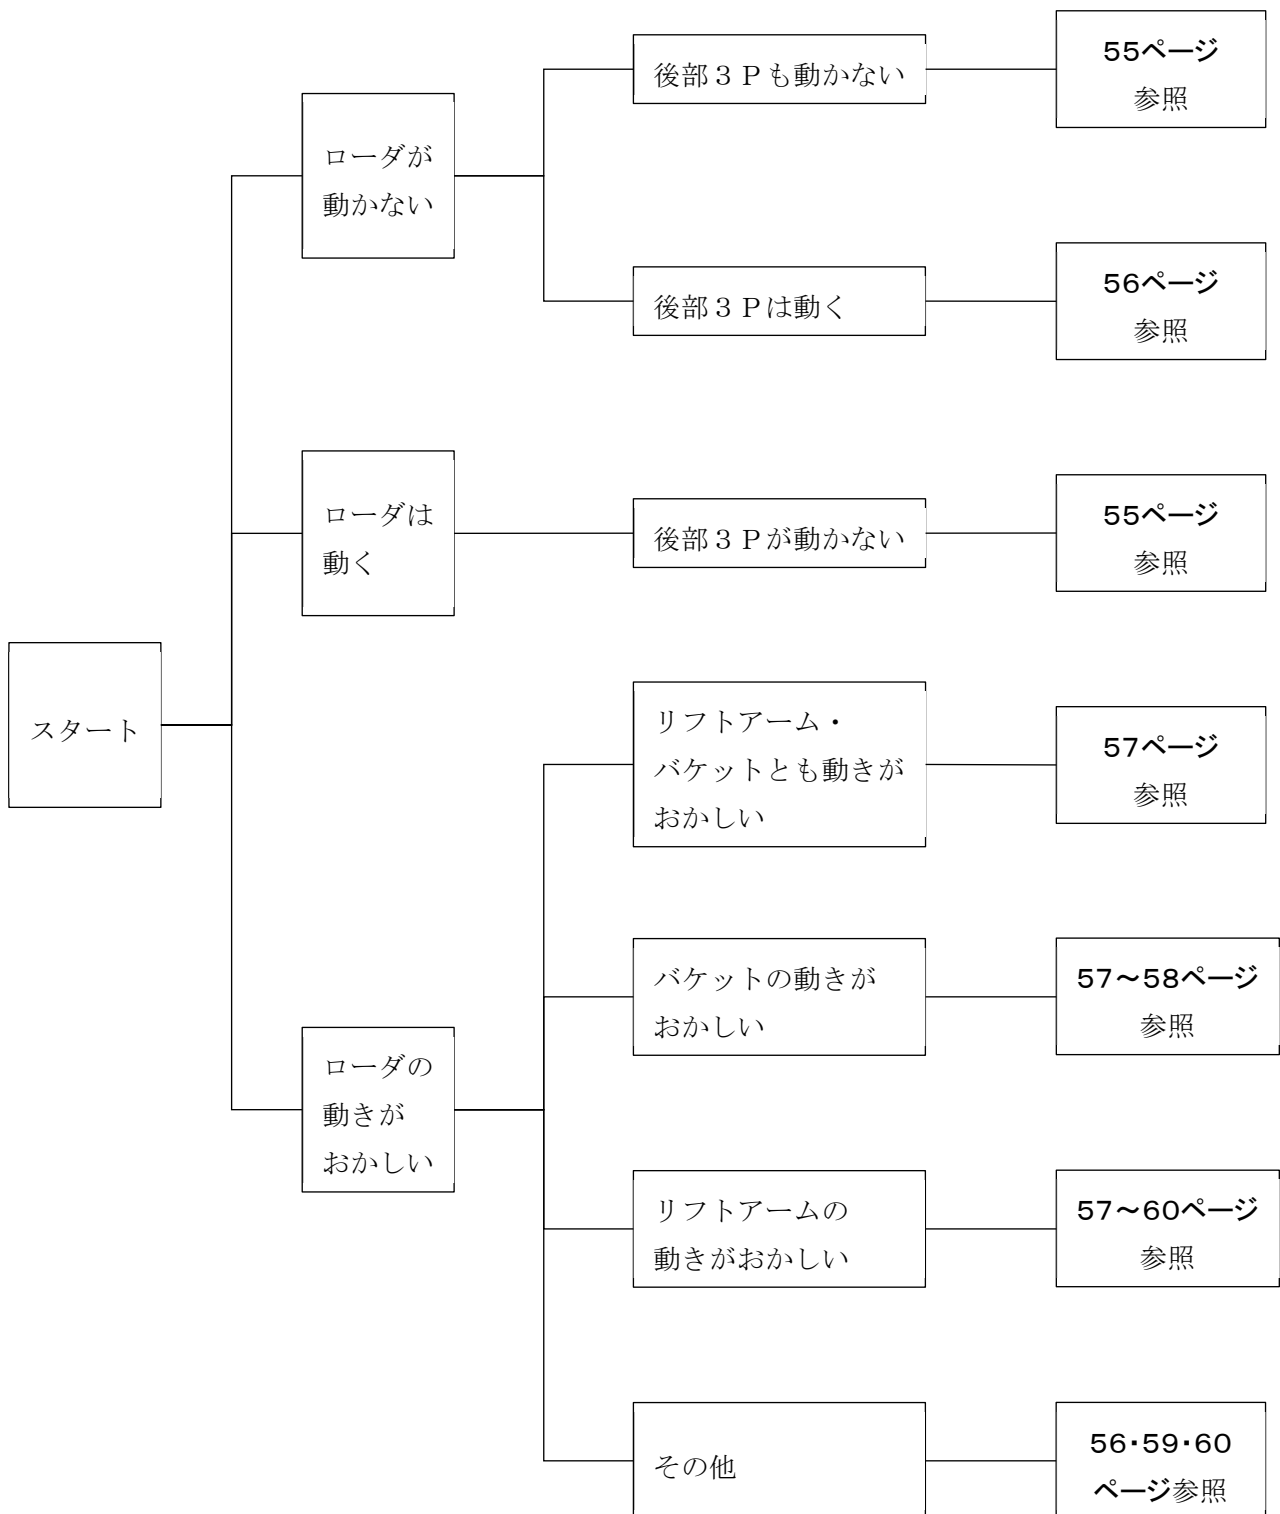 後部３Ｐも動かない
55ページ
参照
ローダが
動かない
後部３Ｐは動く
56ページ
参照
ローダは
動く
後部３Ｐが動かない
55ページ
参照
スタート
リフトアーム・
バケットとも動きが
おかしい
57ページ
参照
バケットの動きが
おかしい
57～58ページ
参照
ローダの
動きが
おかしい
リフトアームの
動きがおかしい
57～60ページ
参照
その他
56・59・60
ページ参照